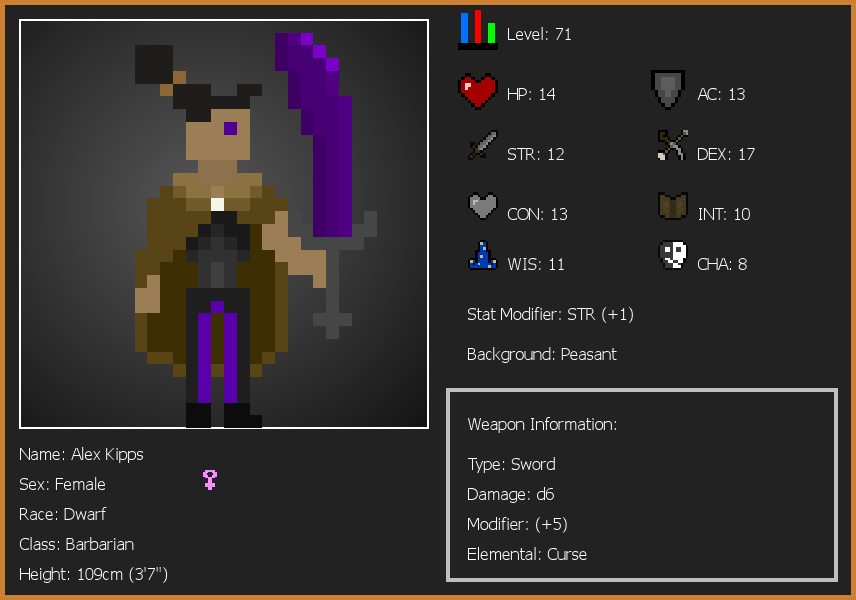 Level: 71
HP: 14
AC: 13
STR: 12
DEX: 17
CON: 13
INT: 10
WIS: 11
CHA: 8
Stat Modifier: STR (+1)
Background: Peasant
Weapon Information:
Type: Sword
Damage: d6
Modifier: (+5)
Elemental: Curse
Name: Alex Kipps
Sex: Female
Race: Dwarf
Class: Barbarian
Height: 109cm (3'7")